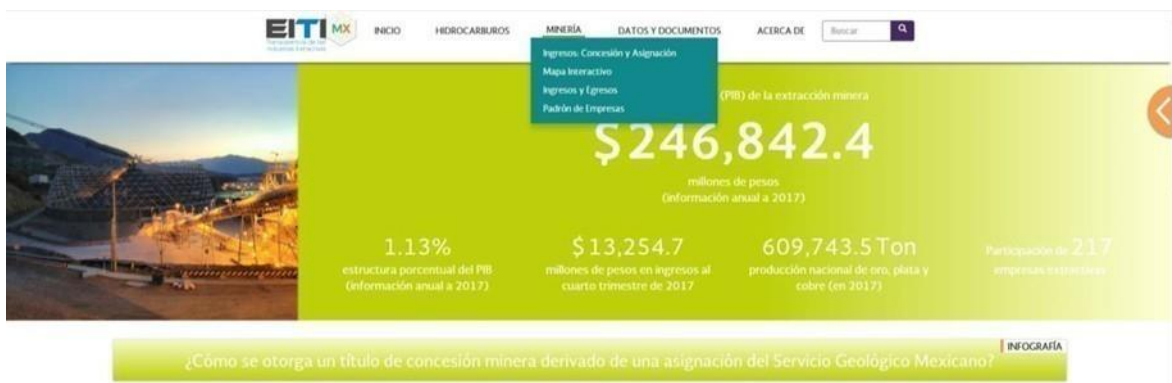 EITI MX
INICIO
HIDROCARBUROS
MINERÍA
DATOS Y DOCUMENTOS
ACERCA DE
Buscar
Ingresos: Concesión y Asignación
Mapa Interactivo
Ingresos y Egresos
Padrón de Empresas
(PIB) de la extracción minera
$246,842.4
millones de pesos
(información anual a 2017)
1.13%
estructura porcentual del PIB
(información anual a 2017)
$13,254.7
millones de pesos en ingresos al
cuarto trimestre de 2017
609,743.5 Ton
producción nacional de oro, plata y
cobre (en 2017)
Participación de 217
empresas extractivas
INFOGRAFÍA
¿Cómo se otorga un título de concesión minera derivado de una asignación del Servicio Geológico Mexicano?